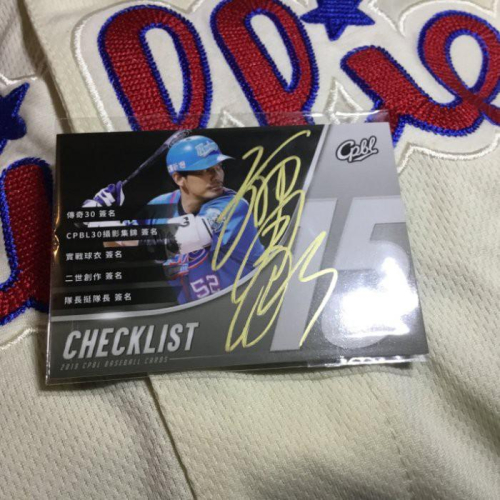 Cpbl
傳奇30 簽名
CPBL30攝影集錦 簽名
實戰球衣 簽名
二世創作 簽名
隊長挺隊長 簽名
52
15
CHECKLIST
2019 CPBL BASEBALL CARDS